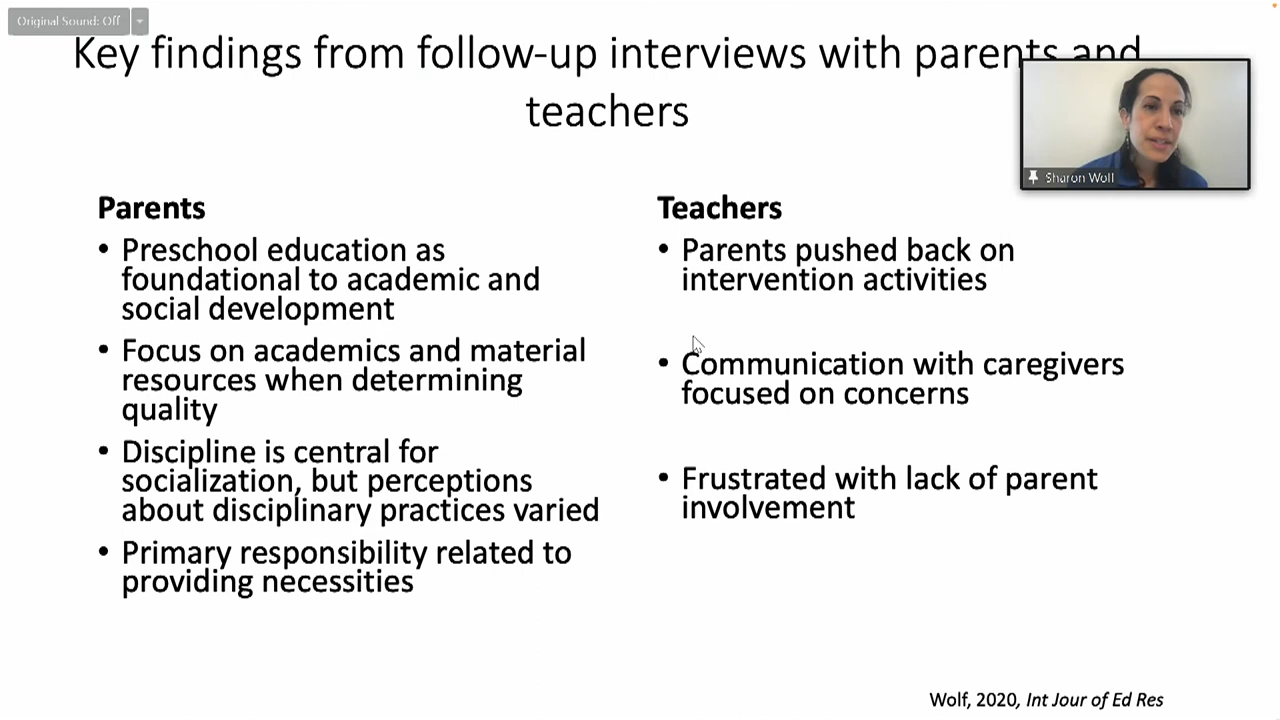 Original Sound: Off
Key findings from follow-up interviews with parents and
teachers
Sharon Wolf
Parents
• Preschool education as
foundational to academic and
social development
• Focus on academics and material
resources when determining
quality
• Discipline is central for
socialization, but perceptions
about disciplinary practices varied
• Primary responsibility related to
providing necessities
Teachers
• Parents pushed back on
intervention activities
• Communication with caregivers
focused on concerns
• Frustrated with lack of parent
involvement
Wolf, 2020, Int Jour of Ed Res